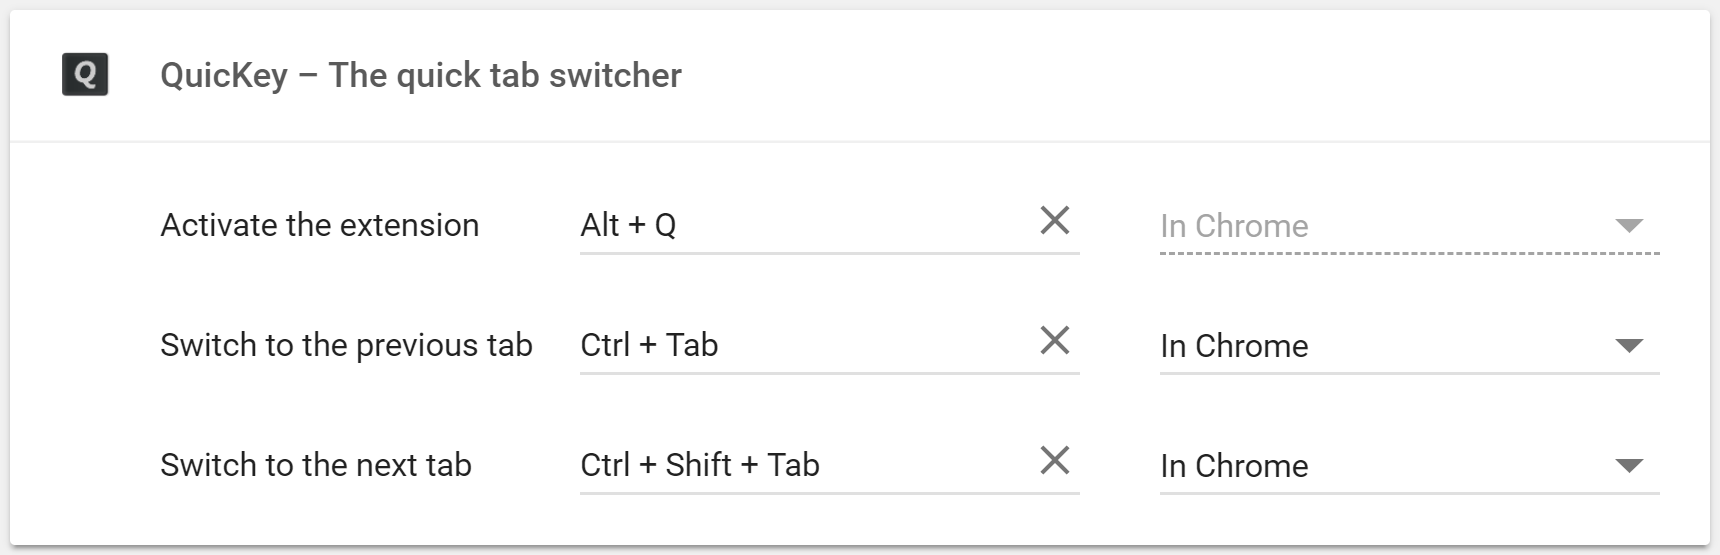 Q QuicKey – The quick tab switcher
Activate the extension Alt + Q In Chrome
Switch to the previous tab Ctrl + Tab In Chrome
Switch to the next tab Ctrl + Shift + Tab In Chrome